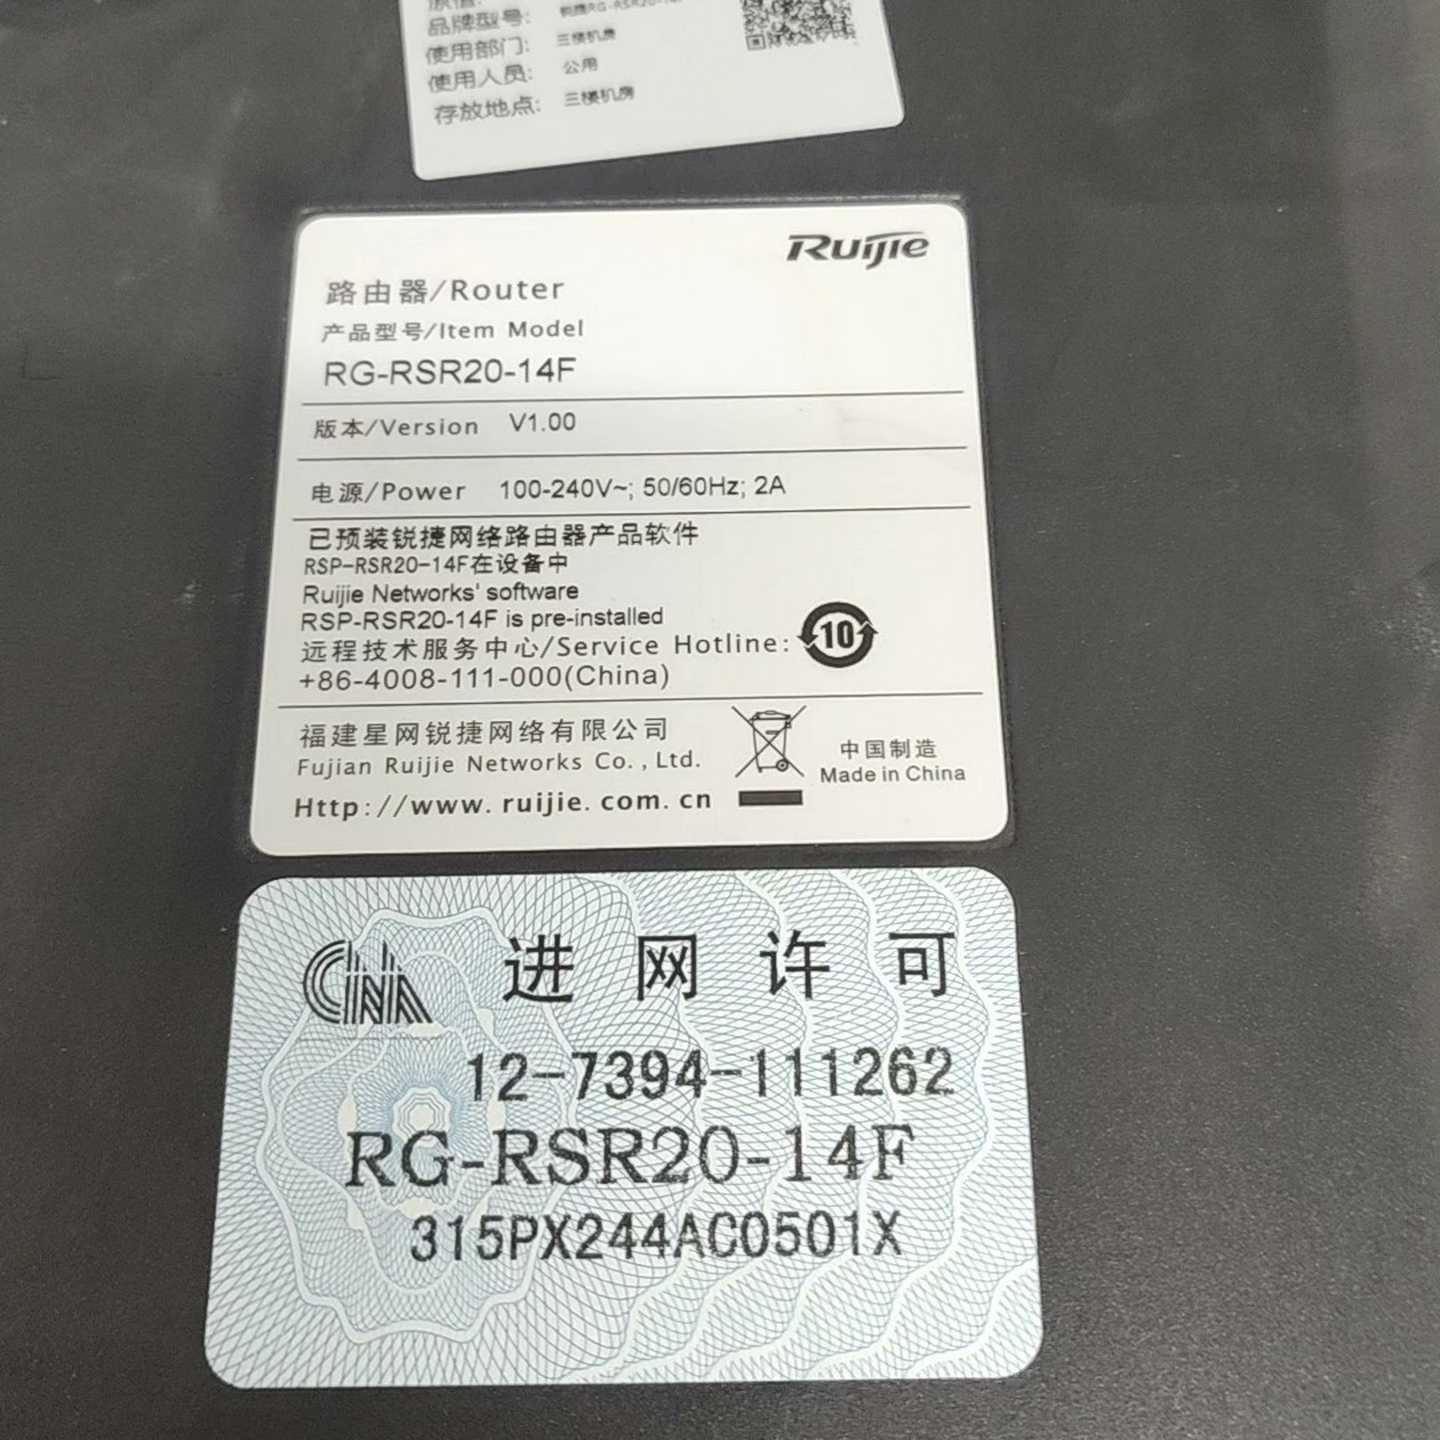 品牌型号: 锐捷RG-RSR20-14F
使用部门: 三楼机房
使用人员: 公用
存放地点: 三楼机房
Ruijie
路由器/Router
产品型号/Item Model
RG-RSR20-14F
版本/Version V1.00
电源/Power 100-240V~; 50/60Hz; 2A
已预装锐捷网络路由器产品软件
RSP-RSR20-14F在设备中
Ruijie Networks' software
RSP-RSR20-14F is pre-installed
远程技术服务中心/Service Hotline:
+86-4008-111-000(China)
10
福建星网锐捷网络有限公司
Fujian Ruijie Networks Co.,Ltd.
Http://www.ruijie.com.cn
中国制造
Made in China
CNA 进网许可
12-7394-111262
RG-RSR20-14F
315PX244AC0501X